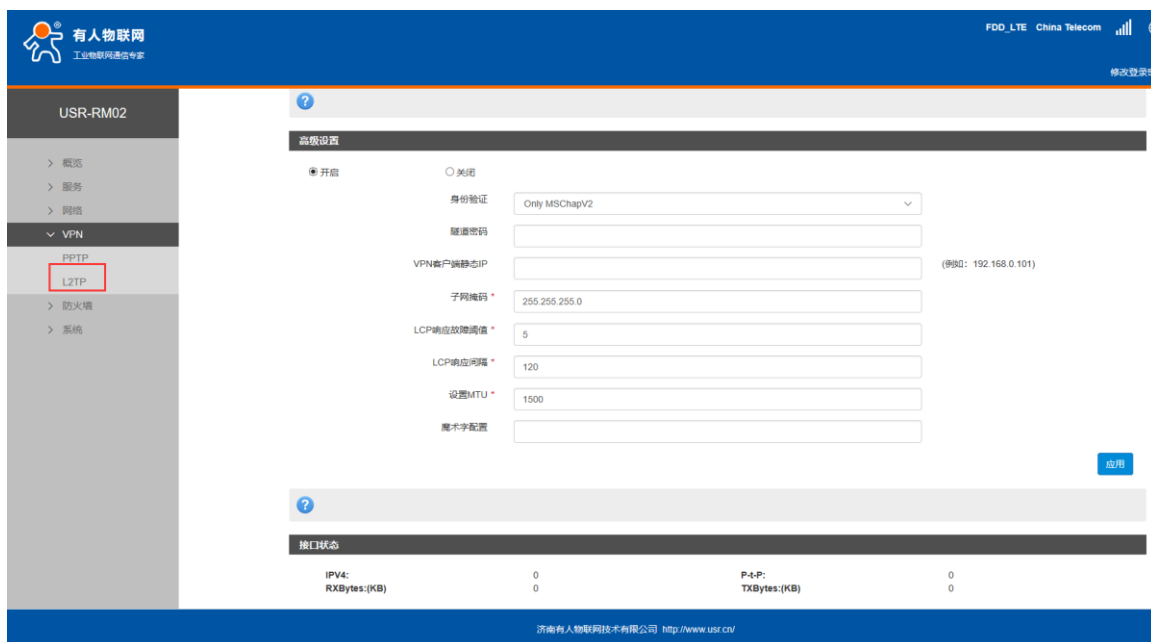 有人物联网
工业物联网通信专家
FDD_LTE China Telecom
修改登录
USR-RM02
概览
服务
网络
VPN
PPTP
L2TP
防火墙
系统
高级设置
开启 关闭
身份验证 Only MSChapV2
隧道密码
VPN客户端静态IP (例如：192.168.0.101)
子网掩码 * 255.255.255.0
LCP响应故障阈值 * 5
LCP响应间隔 * 120
设置MTU * 1500
魔术字配置
应用
接口状态
IPV4: 0 P-t-P: 0
RXBytes:(KB) 0 TXBytes:(KB) 0
济南有人物联网技术有限公司 http://www.usr.cn/